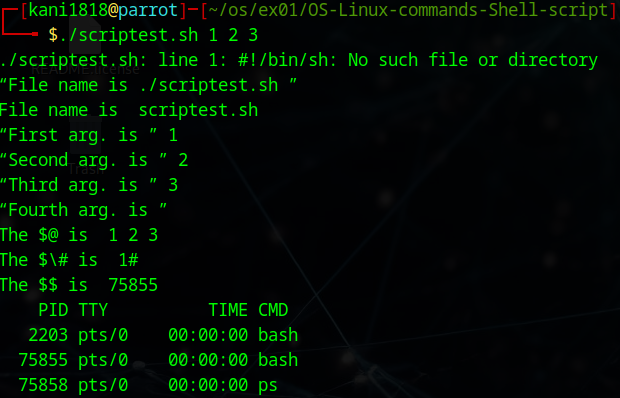 ┌─[kani1818@parrot]─[~/os/ex01/OS-Linux-commands-Shell-script]
└──╼ $./scriptest.sh 1 2 3
./scriptest.sh: line 1: #!/bin/sh: No such file or directory
“File name is ./scriptest.sh ”
File name is  scriptest.sh
“First arg. is ” 1
“Second arg. is ” 2
“Third arg. is ” 3
“Fourth arg. is ”
The $@ is  1 2 3
The $\# is  1#
The $$ is  75855
    PID TTY          TIME CMD
   2203 pts/0    00:00:00 bash
  75855 pts/0    00:00:00 bash
  75858 pts/0    00:00:00 ps